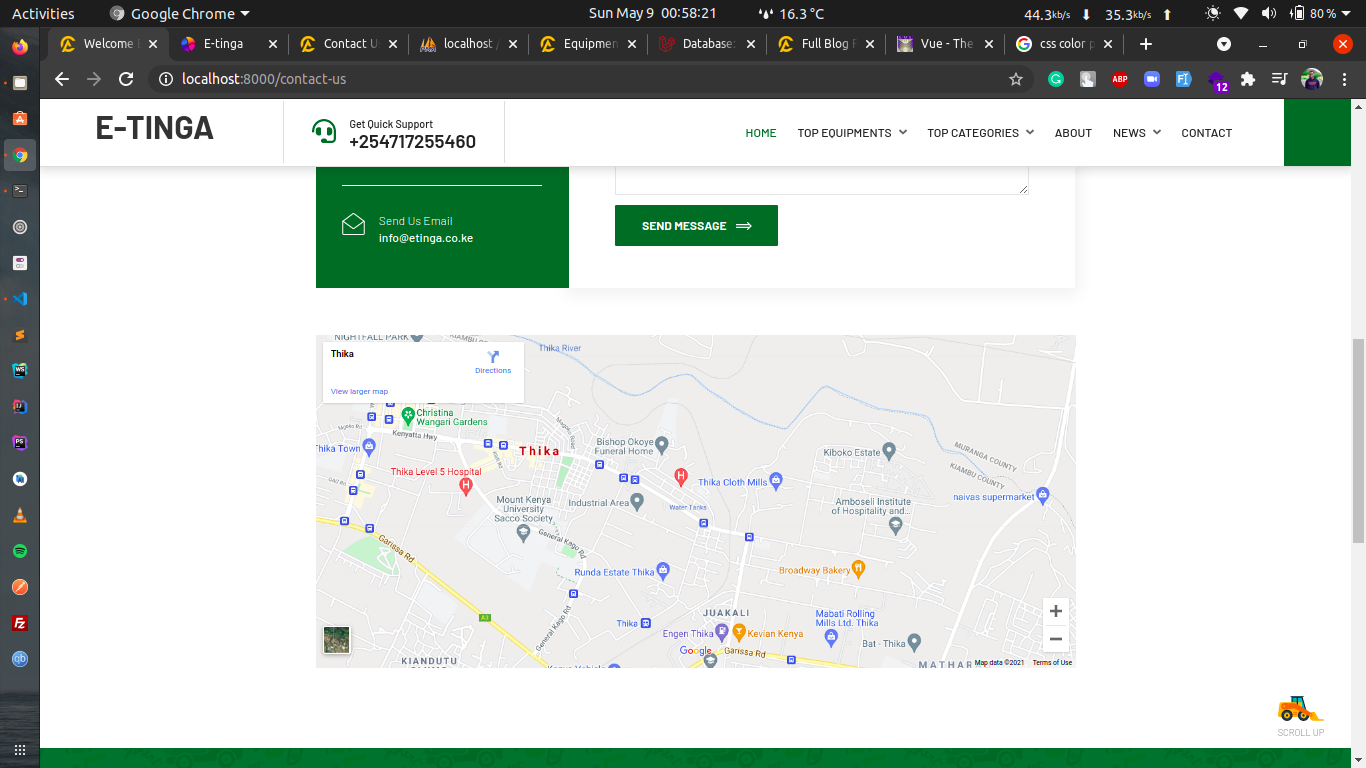 Activities
Google Chrome
Sun May 9 00:58:21
16.3 °C
44.3kb/s
35.3kb/s
80 %
Welcome
E-tinga
Contact U
localhost /
Equipmen
Database:
Full Blog P
Vue - The
css color p
localhost:8000/contact-us
ABP
12
E-TINGA
Get Quick Support
+254717255460
HOME
TOP EQUIPMENTS
TOP CATEGORIES
ABOUT
NEWS
CONTACT
Send Us Email
info@etinga.co.ke
SEND MESSAGE
NIGHTFALL PARK
Thika
Directions
View larger map
Thika River
Christina
Wangari Gardens
Kenyatta Hwy
Thika Town
Thika
Bishop Okoye
Funeral Home
Kiboko Estate
MURANGA COUNTY
KIAMBU COUNTY
Thika Level 5 Hospital
Thika Cloth Mills
naivas supermarket
Mount Kenya
University
Sacco Society
Industrial Area
Water Tanks
Amboseli Institute
of Hospitality and...
Garissa Rd
General Kago Rd
Runda Estate Thika
Broadway Bakery
A3
General Kago Rd
Thika
JUAKALI
Engen Thika
Kevian Kenya
Mabati Rolling
Mills Ltd. Thika
Bat - Thika
Google
Garissa Rd
KIANDUTU
MATHAR
Map data ©2021
Terms of Use
SCROLL UP